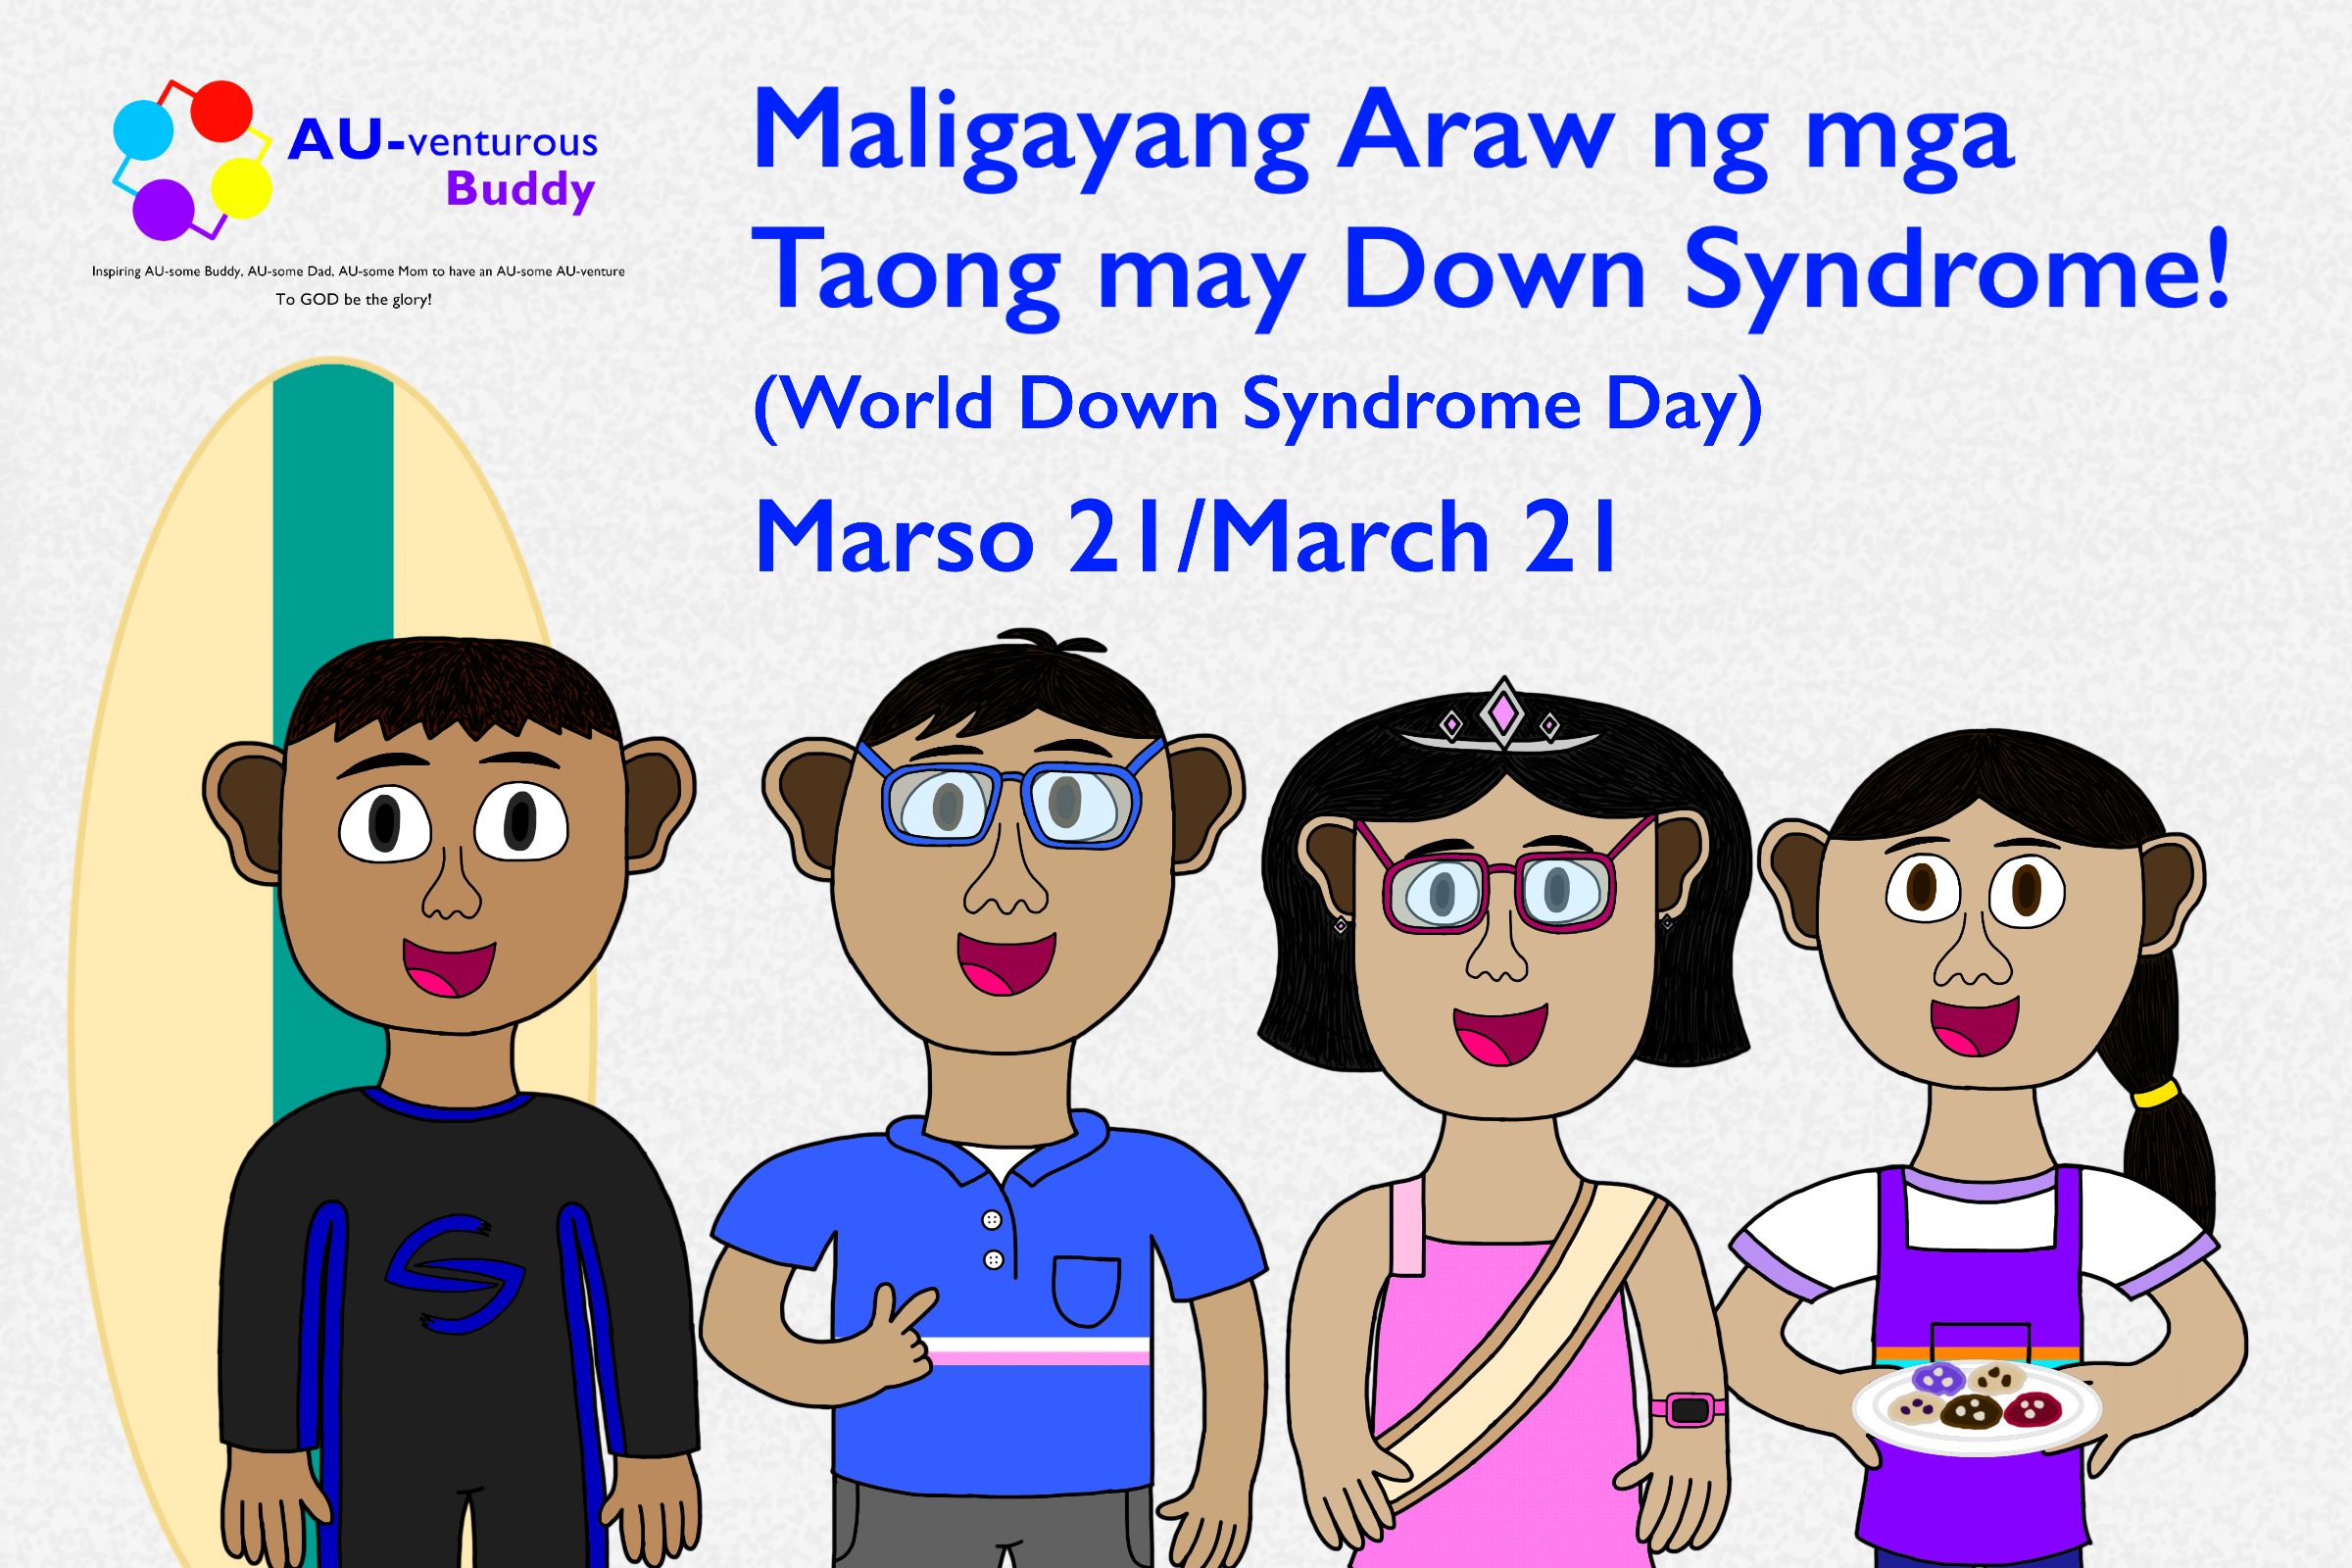 AU-venturous
Buddy
Inspiring AU-some Buddy, AU-some Dad, AU-some Mom to have an AU-some AU-venture
To GOD be the glory!
Maligayang Araw ng mga
Taong may Down Syndrome!
(World Down Syndrome Day)
Marso 21/March 21
S